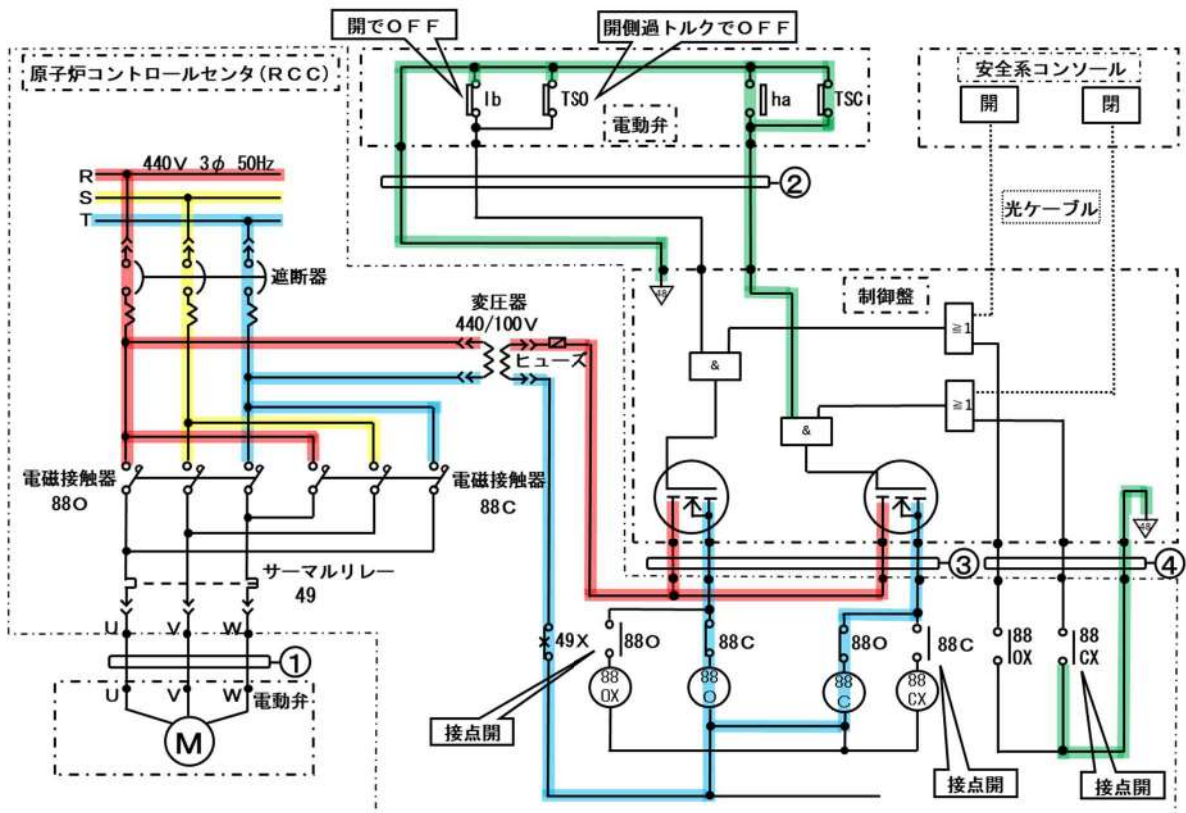 開でOFF
開側過トルクでOFF
原子炉コントロールセンタ(RCC)
安全系コンソール
開
閉
lb
TSO
ha
TSC
電動弁
②
光ケーブル
440V 3φ 50Hz
R
S
T
遮断器
変圧器
440/100V
ヒューズ
48
制御盤
≧1
&
≧1
&
電磁接触器
88O
電磁接触器
88C
48
サーマルリレー
49
③
④
U
V
W
①
U
V
W
電動弁
M
49X
88O
88C
88O
88C
88
OX
88
CX
88
OX
88
O
88
C
88
CX
接点開
接点開
接点開